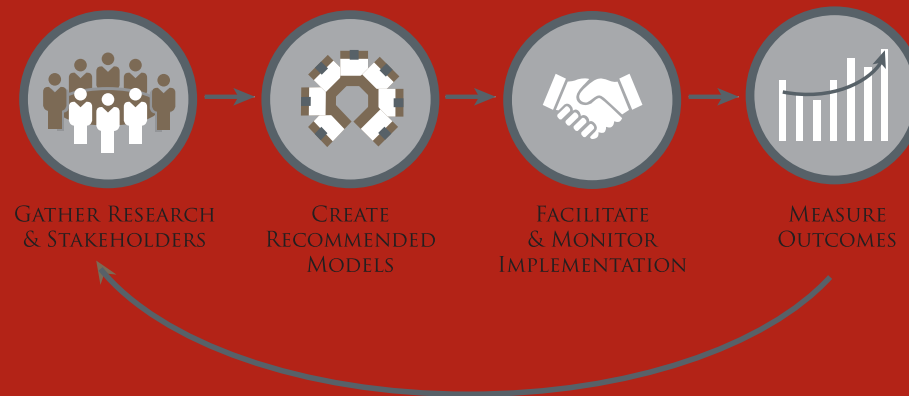 Gather Research
& Stakeholders
Create
Recommended
Models
Facilitate
& Monitor
Implementation
Measure
Outcomes